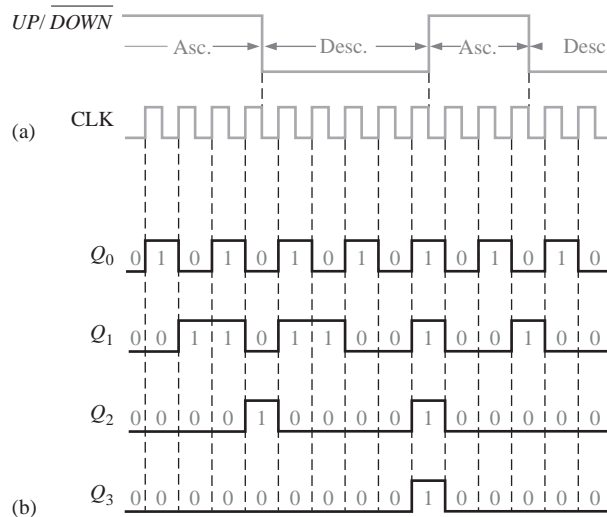 UP/DOWN
Asc. Desc. Asc. Desc
(a) CLK
Q0 0 1 0 1 0 1 0 1 0 1 0 1 0 1 0
Q1 0 0 1 1 0 1 1 0 0 1 0 0 1 0 0
Q2 0 0 0 0 1 0 0 0 0 1 0 0 0 0 0
Q3 0 0 0 0 0 0 0 0 0 1 0 0 0 0 0
(b)